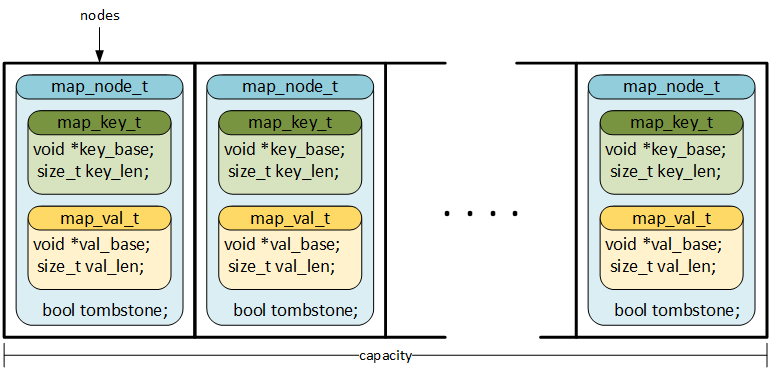 nodes
map_node_t
map_key_t
void *key_base;
size_t key_len;
map_val_t
void *val_base;
size_t val_len;
bool tombstone;
map_node_t
map_key_t
void *key_base;
size_t key_len;
map_val_t
void *val_base;
size_t val_len;
bool tombstone;
. . . .
map_node_t
map_key_t
void *key_base;
size_t key_len;
map_val_t
void *val_base;
size_t val_len;
bool tombstone;
capacity